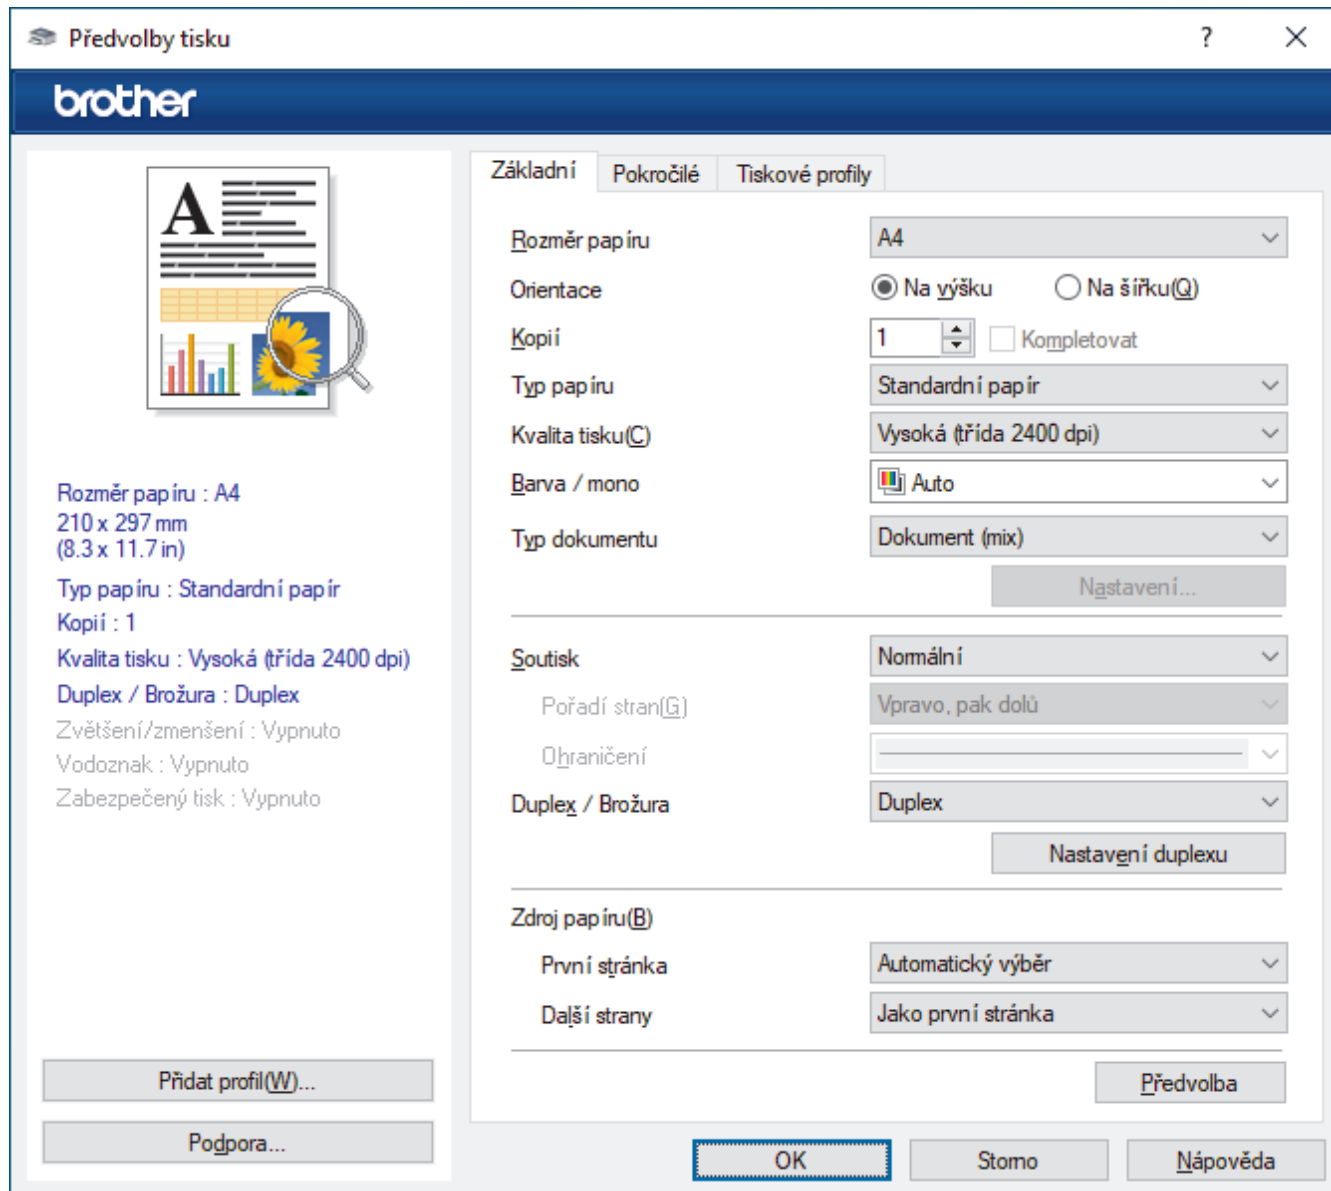 Předvolby tisku
brother
A
Rozměr papíru : A4
210 x 297 mm
(8.3 x 11.7 in)
Typ papíru : Standardní papír
Kopií : 1
Kvalita tisku : Vysoká (třída 2400 dpi)
Duplex / Brožura : Duplex
Zvětšení/zmenšení : Vypnuto
Vodoznak : Vypnuto
Zabezpečený tisk : Vypnuto
Přidat profil(W)...
Podpora...
Základní Pokročilé Tiskové profily
Rozměr papíru A4
Orientace Na výšku Na šířku(Q)
Kopií 1 Kompletovat
Typ papíru Standardní papír
Kvalita tisku(C) Vysoká (třída 2400 dpi)
Barva / mono Auto
Typ dokumentu Dokument (mix)
Nastavení...
Soutisk Normální
Pořadí stran(G) Vpravo, pak dolů
Ohraničení
Duplex / Brožura Duplex
Nastavení duplexu
Zdroj papíru(B)
První stránka Automatický výběr
Další strany Jako první stránka
Předvolba
OK Storno Nápověda